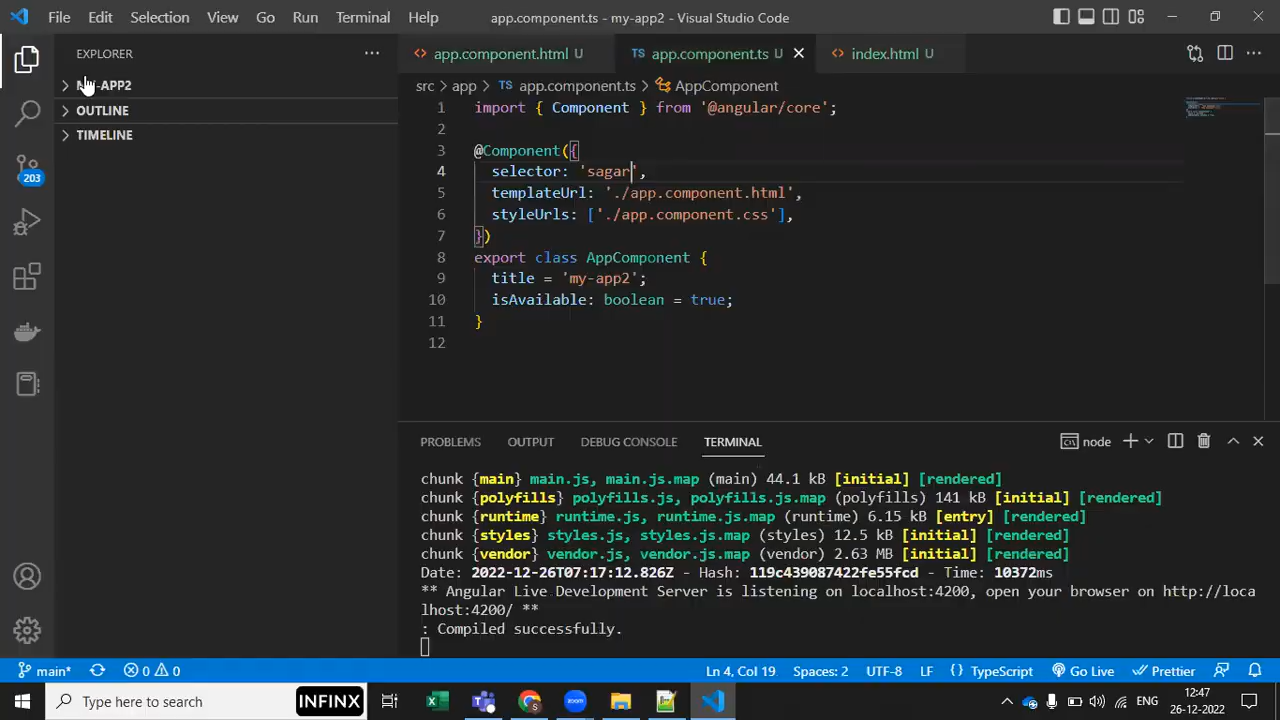 File Edit Selection View Go Run Terminal Help app.component.ts - my-app2 - Visual Studio Code
EXPLORER
-APP2
OUTLINE
TIMELINE
203
app.component.html U
TS app.component.ts U
index.html U
src > app > TS app.component.ts > AppComponent
1 import { Component } from '@angular/core';
2
3 @Component({
4 selector: 'sagar',
5 templateUrl: './app.component.html',
6 styleUrls: ['./app.component.css'],
7 })
8 export class AppComponent {
9 title = 'my-app2';
10 isAvailable: boolean = true;
11 }
12
PROBLEMS OUTPUT DEBUG CONSOLE TERMINAL node
chunk {main} main.js, main.js.map (main) 44.1 kB [initial] [rendered]
chunk {polyfills} polyfills.js, polyfills.js.map (polyfills) 141 kB [initial] [rendered]
chunk {runtime} runtime.js, runtime.js.map (runtime) 6.15 kB [entry] [rendered]
chunk {styles} styles.js, styles.js.map (styles) 12.5 kB [initial] [rendered]
chunk {vendor} vendor.js, vendor.js.map (vendor) 2.63 MB [initial] [rendered]
Date: 2022-12-26T07:17:12.826Z - Hash: 119c439087422fe55fcd - Time: 10372ms
** Angular Live Development Server is listening on localhost:4200, open your browser on http://loca
lhost:4200/ **
: Compiled successfully.
main* 0 0 Ln 4, Col 19 Spaces: 2 UTF-8 LF { } TypeScript Go Live Prettier
Type here to search INFINX ENG 12:47
26-12-2022